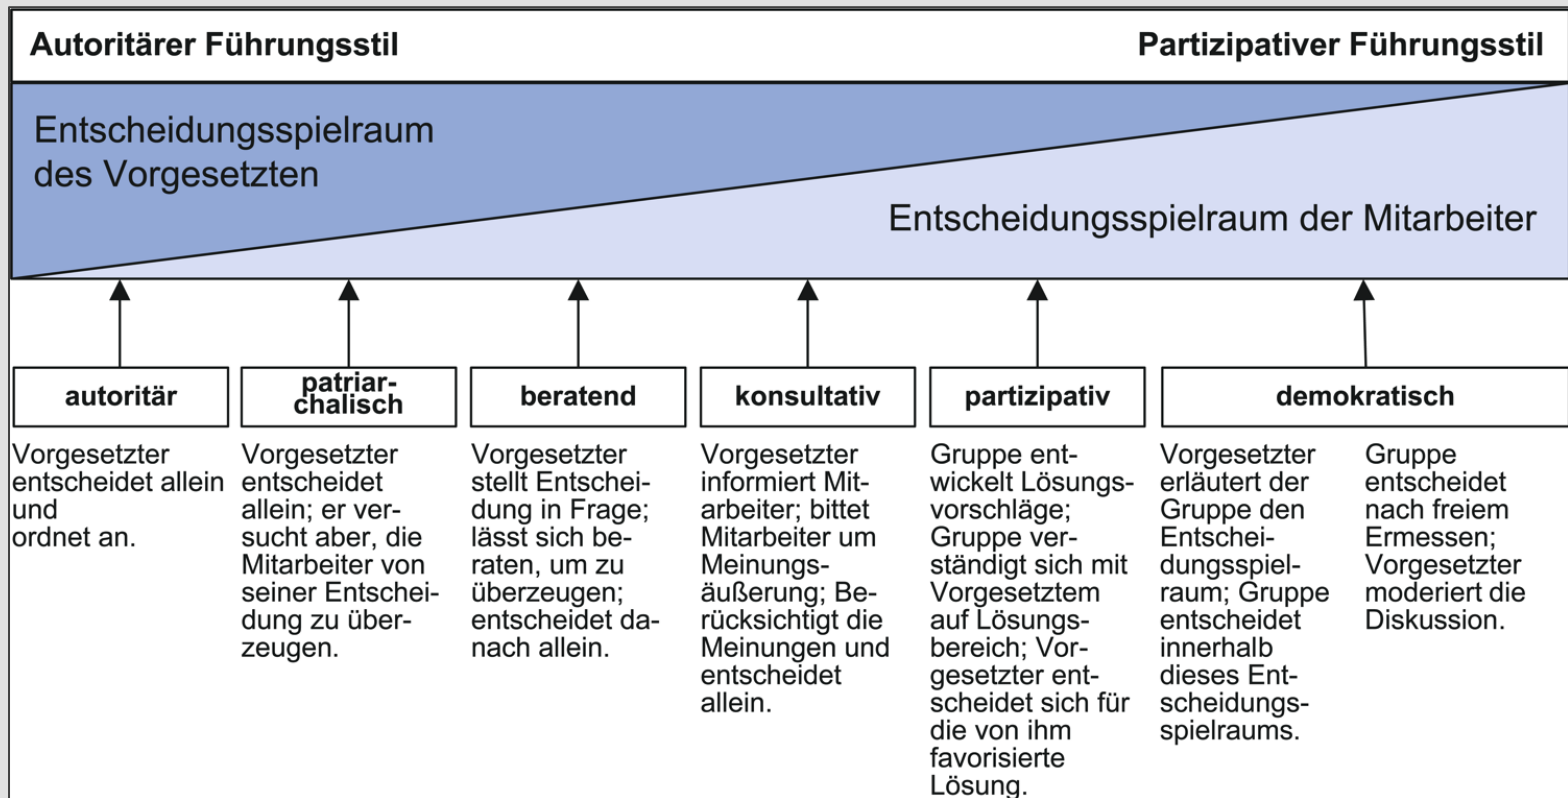 Autoritärer Führungsstil
Partizipativer Führungsstil
Entscheidungsspielraum
des Vorgesetzten
Entscheidungsspielraum der Mitarbeiter
autoritär
Vorgesetzter
entscheidet allein
und
ordnet an.
patriar-
chalisch
Vorgesetzter
entscheidet
allein; er ver-
sucht aber, die
Mitarbeiter von
seiner Entschei-
dung zu über-
zeugen.
beratend
Vorgesetzter
stellt Entschei-
dung in Frage;
lässt sich be-
raten, um zu
überzeugen;
entscheidet da-
nach allein.
konsultativ
Vorgesetzter
informiert Mit-
arbeiter; bittet
Mitarbeiter um
Meinungs-
äußerung; Be-
rücksichtigt die
Meinungen und
entscheidet
allein.
partizipativ
Gruppe ent-
wickelt Lösungs-
vorschläge;
Gruppe ver-
ständigt sich mit
Vorgesetztem
auf Lösungs-
bereich; Vor-
gesetzter ent-
scheidet sich für
die von ihm
favorisierte
Lösung.
demokratisch
Vorgesetzter
erläutert der
Gruppe den
Entschei-
dungsspiel-
raum; Gruppe
entscheidet
innerhalb
dieses Ent-
scheidungs-
spielraums.
Gruppe
entscheidet
nach freiem
Ermessen;
Vorgesetzter
moderiert die
Diskussion.